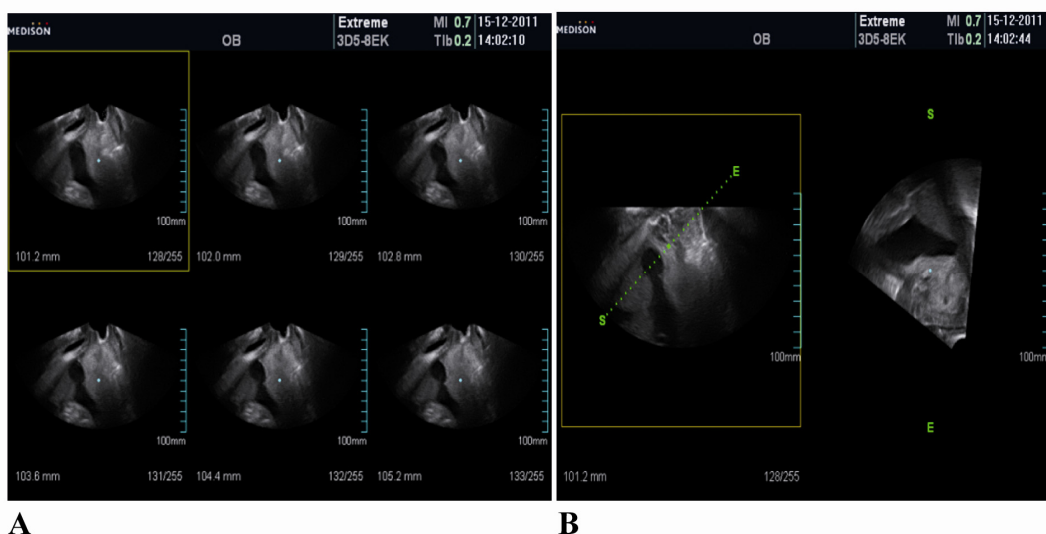 MEDISON
OB
Extreme
3D5-8EK
MI 0.7
TIb 0.2
15-12-2011
14:02:10
100mm
101.2 mm
128/255
100mm
102.0 mm
129/255
100mm
102.8 mm
130/255
100mm
103.6 mm
131/255
100mm
104.4 mm
132/255
100mm
105.2 mm
133/255
A
MEDISON
OB
Extreme
3D5-8EK
MI 0.7
TIb 0.2
15-12-2011
14:02:44
E
S
100mm
101.2 mm
128/255
S
E
100mm
B